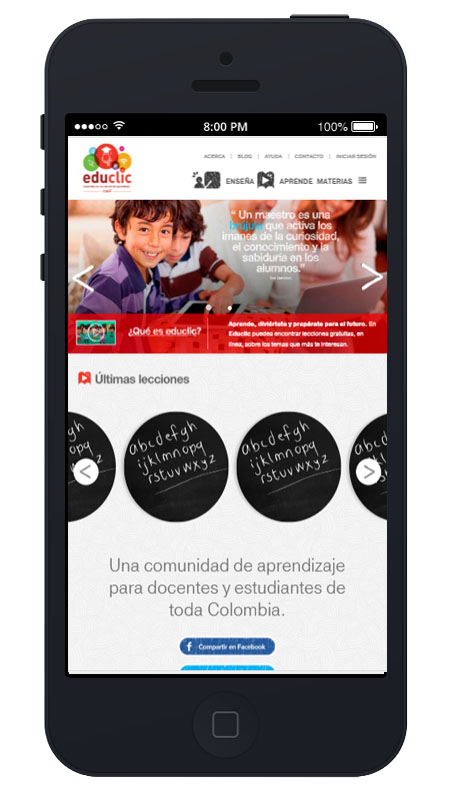 8:00 PM
100%
educlic
ACERCA | BLOG | AYUDA | CONTACTO | INICIAR SESIÓN
ENSEÑA APRENDE MATERIAS
“ Un maestro es una
brújula que activa los
imanes de la curiosidad,
el conocimiento y la
sabiduría en los
alumnos.”
¿Qué es educlic?
Aprende, diviértete y prepárate para el futuro. En
Educlic puedes encontrar lecciones gratuitas, en
línea, sobre los temas que más te interesan.
Últimas lecciones
abcdefgh
ijklmnopq
rstuvwxyz
abcdefgh
ijklmnopq
rstuvwxyz
Una comunidad de aprendizaje
para docentes y estudiantes de
toda Colombia.
f Compartir en Facebook